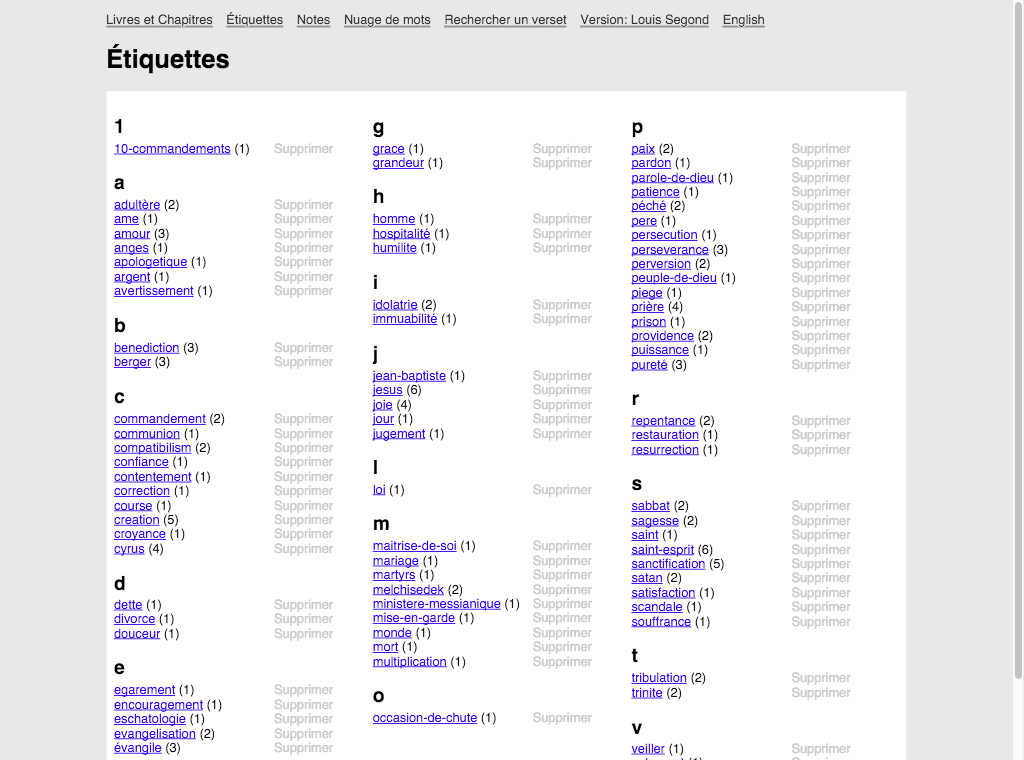 Livres et Chapitres Étiquettes Notes Nuage de mots Rechercher un verset Version: Louis Segond English
Étiquettes
1
10-commandements (1) Supprimer
a
adultère (2) Supprimer
ame (1) Supprimer
amour (3) Supprimer
anges (1) Supprimer
apologetique (1) Supprimer
argent (1) Supprimer
avertissement (1) Supprimer
b
benediction (3) Supprimer
berger (3) Supprimer
c
commandement (2) Supprimer
communion (1) Supprimer
compatibilism (2) Supprimer
confiance (1) Supprimer
contentement (1) Supprimer
correction (1) Supprimer
course (1) Supprimer
creation (5) Supprimer
croyance (1) Supprimer
cyrus (4) Supprimer
d
dette (1) Supprimer
divorce (1) Supprimer
douceur (1) Supprimer
e
egarement (1) Supprimer
encouragement (1) Supprimer
eschatologie (1) Supprimer
evangelisation (2) Supprimer
évangile (3) Supprimer
g
grace (1) Supprimer
grandeur (1) Supprimer
h
homme (1) Supprimer
hospitalité (1) Supprimer
humilite (1) Supprimer
i
idolatrie (2) Supprimer
immuabilité (1) Supprimer
j
jean-baptiste (1) Supprimer
jesus (6) Supprimer
joie (4) Supprimer
jour (1) Supprimer
jugement (1) Supprimer
l
loi (1) Supprimer
m
maitrise-de-soi (1) Supprimer
mariage (1) Supprimer
martyrs (1) Supprimer
melchisedek (2) Supprimer
ministere-messianique (1) Supprimer
mise-en-garde (1) Supprimer
monde (1) Supprimer
mort (1) Supprimer
multiplication (1) Supprimer
o
occasion-de-chute (1) Supprimer
p
paix (2) Supprimer
pardon (1) Supprimer
parole-de-dieu (1) Supprimer
patience (1) Supprimer
péché (2) Supprimer
pere (1) Supprimer
persecution (1) Supprimer
perseverance (3) Supprimer
perversion (2) Supprimer
peuple-de-dieu (1) Supprimer
piege (1) Supprimer
prière (4) Supprimer
prison (1) Supprimer
providence (2) Supprimer
puissance (1) Supprimer
pureté (3) Supprimer
r
repentance (2) Supprimer
restauration (1) Supprimer
resurrection (1) Supprimer
s
sabbat (2) Supprimer
sagesse (2) Supprimer
saint (1) Supprimer
saint-esprit (6) Supprimer
sanctification (5) Supprimer
satan (2) Supprimer
satisfaction (1) Supprimer
scandale (1) Supprimer
souffrance (1) Supprimer
t
tribulation (2) Supprimer
trinite (2) Supprimer
v
veiller (1) Supprimer